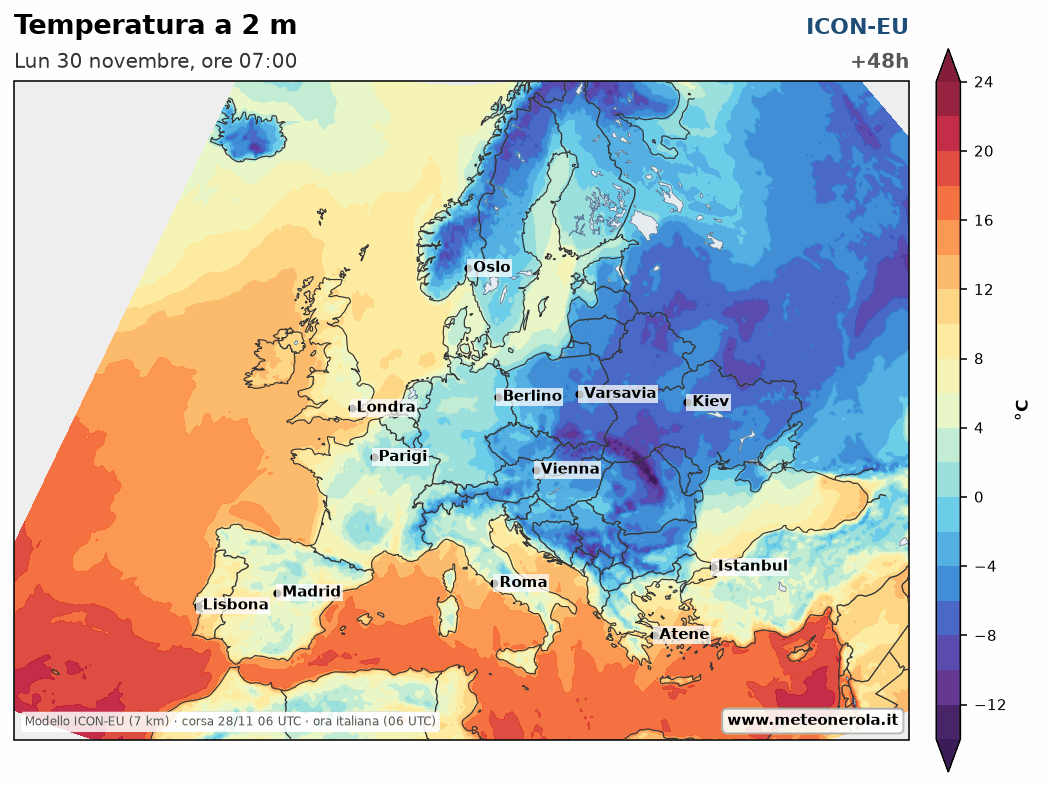 Temperatura a 2 m
ICON-EU
Lun 30 novembre, ore 07:00
+48h
24
20
16
12
8
4
0
−4
−8
−12
°C
Oslo
Berlino
Varsavia
Kiev
Londra
Parigi
Vienna
Istanbul
Roma
Madrid
Lisbona
Atene
Modello ICON-EU (7 km) · corsa 28/11 06 UTC · ora italiana (06 UTC)
www.meteonerola.it